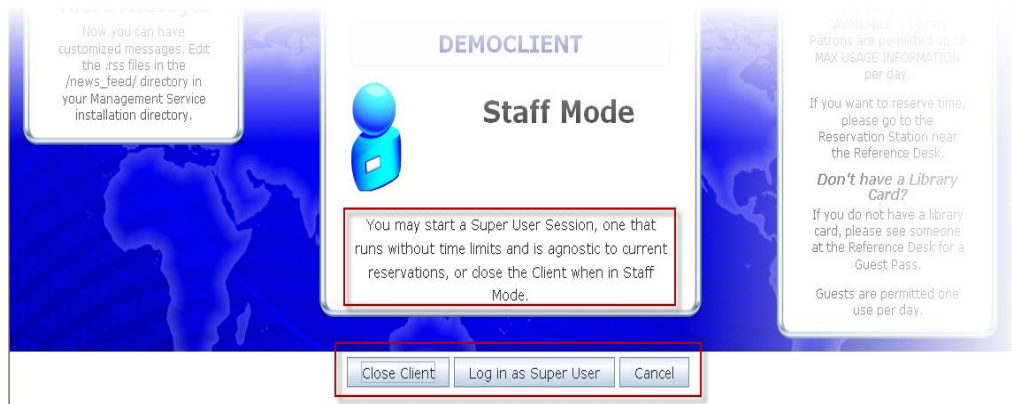 Now you can have
customized messages. Edit
the .rss files in the
/news_feed/ directory in
your Management Service
installation directory.
DEMOCLIENT
Staff Mode
You may start a Super User Session, one that
runs without time limits and is agnostic to current
reservations, or close the Client when in Staff
Mode.
"AVAILABLE" - Library
Patrons are permitted up to
MAX USAGE INFORMATION
per day.
If you want to reserve time,
please go to the
Reservation Station near
the Reference Desk.
Don't have a Library
Card?
If you do not have a library
card, please see someone
at the Reference Desk for a
Guest Pass.
Guests are permitted one
use per day.
Close Client
Log in as Super User
Cancel